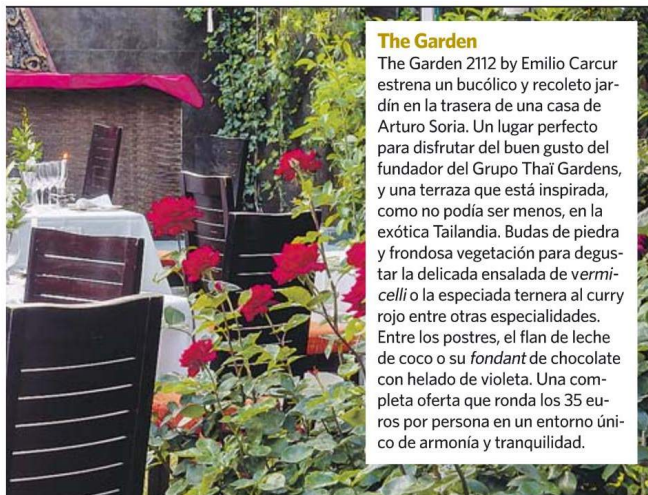 The Garden
The Garden 2112 by Emilio Carcur
estrena un bucólico y recoleto jar-
dín en la trasera de una casa de
Arturo Soria. Un lugar perfecto
para disfrutar del buen gusto del
fundador del Grupo Thaï Gardens,
y una terraza que está inspirada,
como no podía ser menos, en la
exótica Tailandia. Budas de piedra
y frondosa vegetación para degus-
tar la delicada ensalada de vermi-
celli o la especiada ternera al curry
rojo entre otras especialidades.
Entre los postres, el flan de leche
de coco o su fondant de chocolate
con helado de violeta. Una com-
pleta oferta que ronda los 35 eu-
ros por persona en un entorno úni-
co de armonía y tranquilidad.